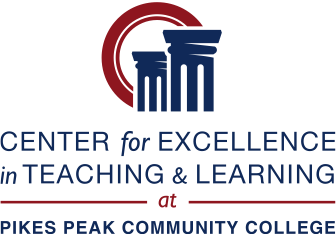 CENTER for EXCELLENCE
in TEACHING & LEARNING
at
PIKES PEAK COMMUNITY COLLEGE